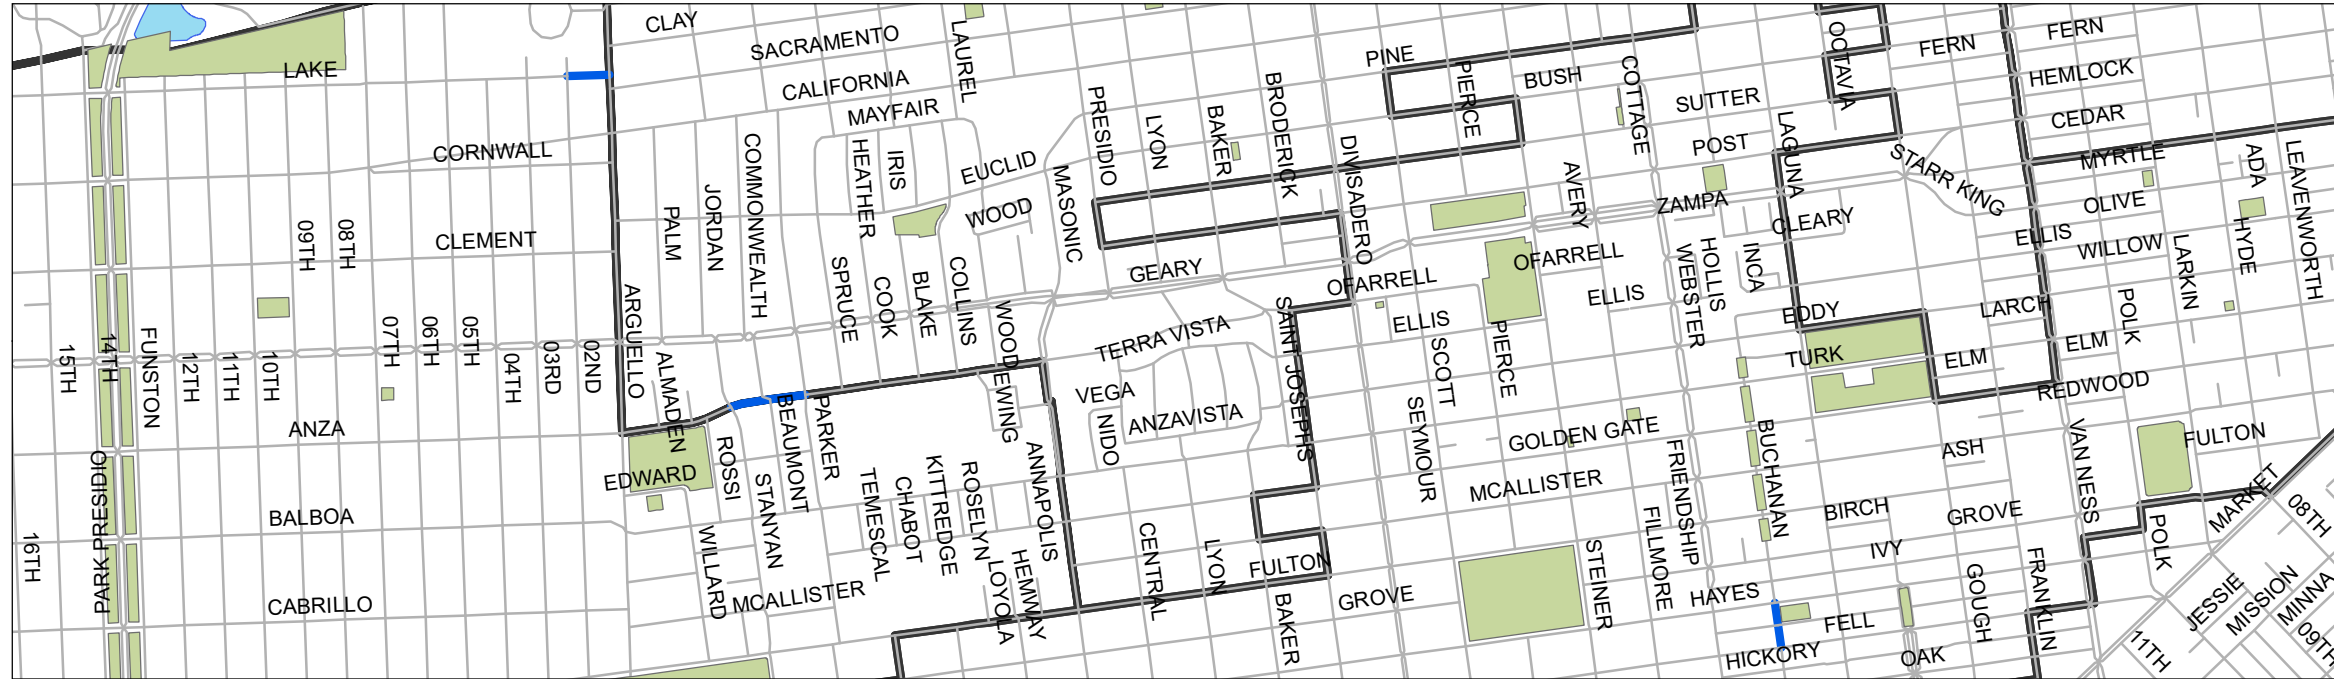 CLAY
SACRAMENTO
LAUREL
CALIFORNIA
MAYFAIR
LAKE
CORNWALL
CLEMENT
09TH
08TH
PALM
JORDAN
COMMONWEALTH
HEATHER
IRIS
EUCLID
WOOD
MASONIC
PRESIDIO
LYON
BAKER
BRODERICK
DIVISADERO
PINE
PIERCE
BUSH
COTTAGE
SUTTER
POST
AVERY
ZAMPA
LAGUNA
OCTAVIA
FERN
FERN
HEMLOCK
CEDAR
MYRTLE
STARR KING
OLIVE
ELLIS
WILLOW
ADA
LEAVENWORTH
HYDE
LARKIN
POLK
CLEARY
INCA
HOLLIS
WEBSTER
OFARRELL
OFARRELL
ELLIS
ELLIS
GEARY
SPRUCE
COOK
BLAKE
COLLINS
WOOD
EWING
TERRA VISTA
VEGA
NIDO
ANZAVISTA
SAINT JOSEPHS
SCOTT
SEYMOUR
PIERCE
EDDY
TURK
LARCH
ELM
ELM
REDWOOD
VAN NESS
ASH
FULTON
MARKET
08TH
15TH
14TH
FUNSTON
12TH
11TH
10TH
07TH
06TH
05TH
04TH
03RD
02ND
ARGUELLO
ALMADEN
ANZA
EDWARD
ROSSI
STANYAN
BEAUMONT
PARKER
TEMESCAL
CHABOT
KITTREDGE
ROSELYN
ANNAPOLIS
HEMWAY
LOYOLA
CENTRAL
LYON
FULTON
BAKER
GROVE
GOLDEN GATE
MCALLISTER
FRIENDSHIP
FILLMORE
STEINER
BUCHANAN
BIRCH
GROVE
IVY
HAYES
FELL
HICKORY
OAK
GOUGH
FRANKLIN
POLK
JESSIE
MISSION
MINNA
09TH
11TH
16TH
PARK PRESIDIO
BALBOA
CABRILLO
WILLARD
MCALLISTER